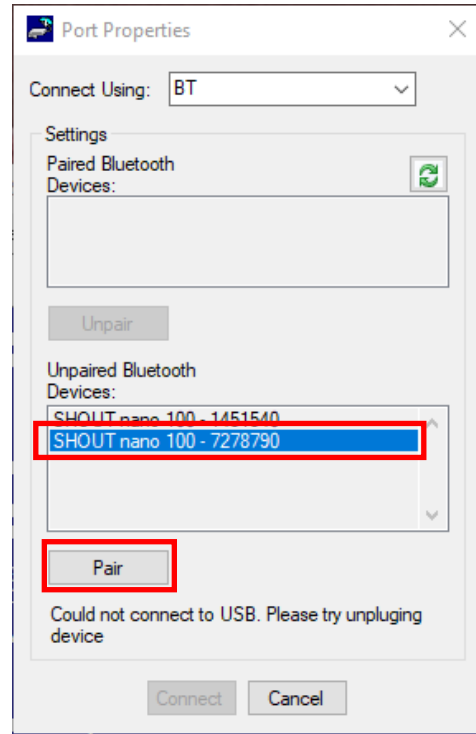 Port Properties
Connect Using: BT
Settings
Paired Bluetooth
Devices:
Unpair
Unpaired Bluetooth
Devices:
SHOUT nano 100 - 1451540
SHOUT nano 100 - 7278790
Pair
Could not connect to USB. Please try unpluging
device
Connect Cancel